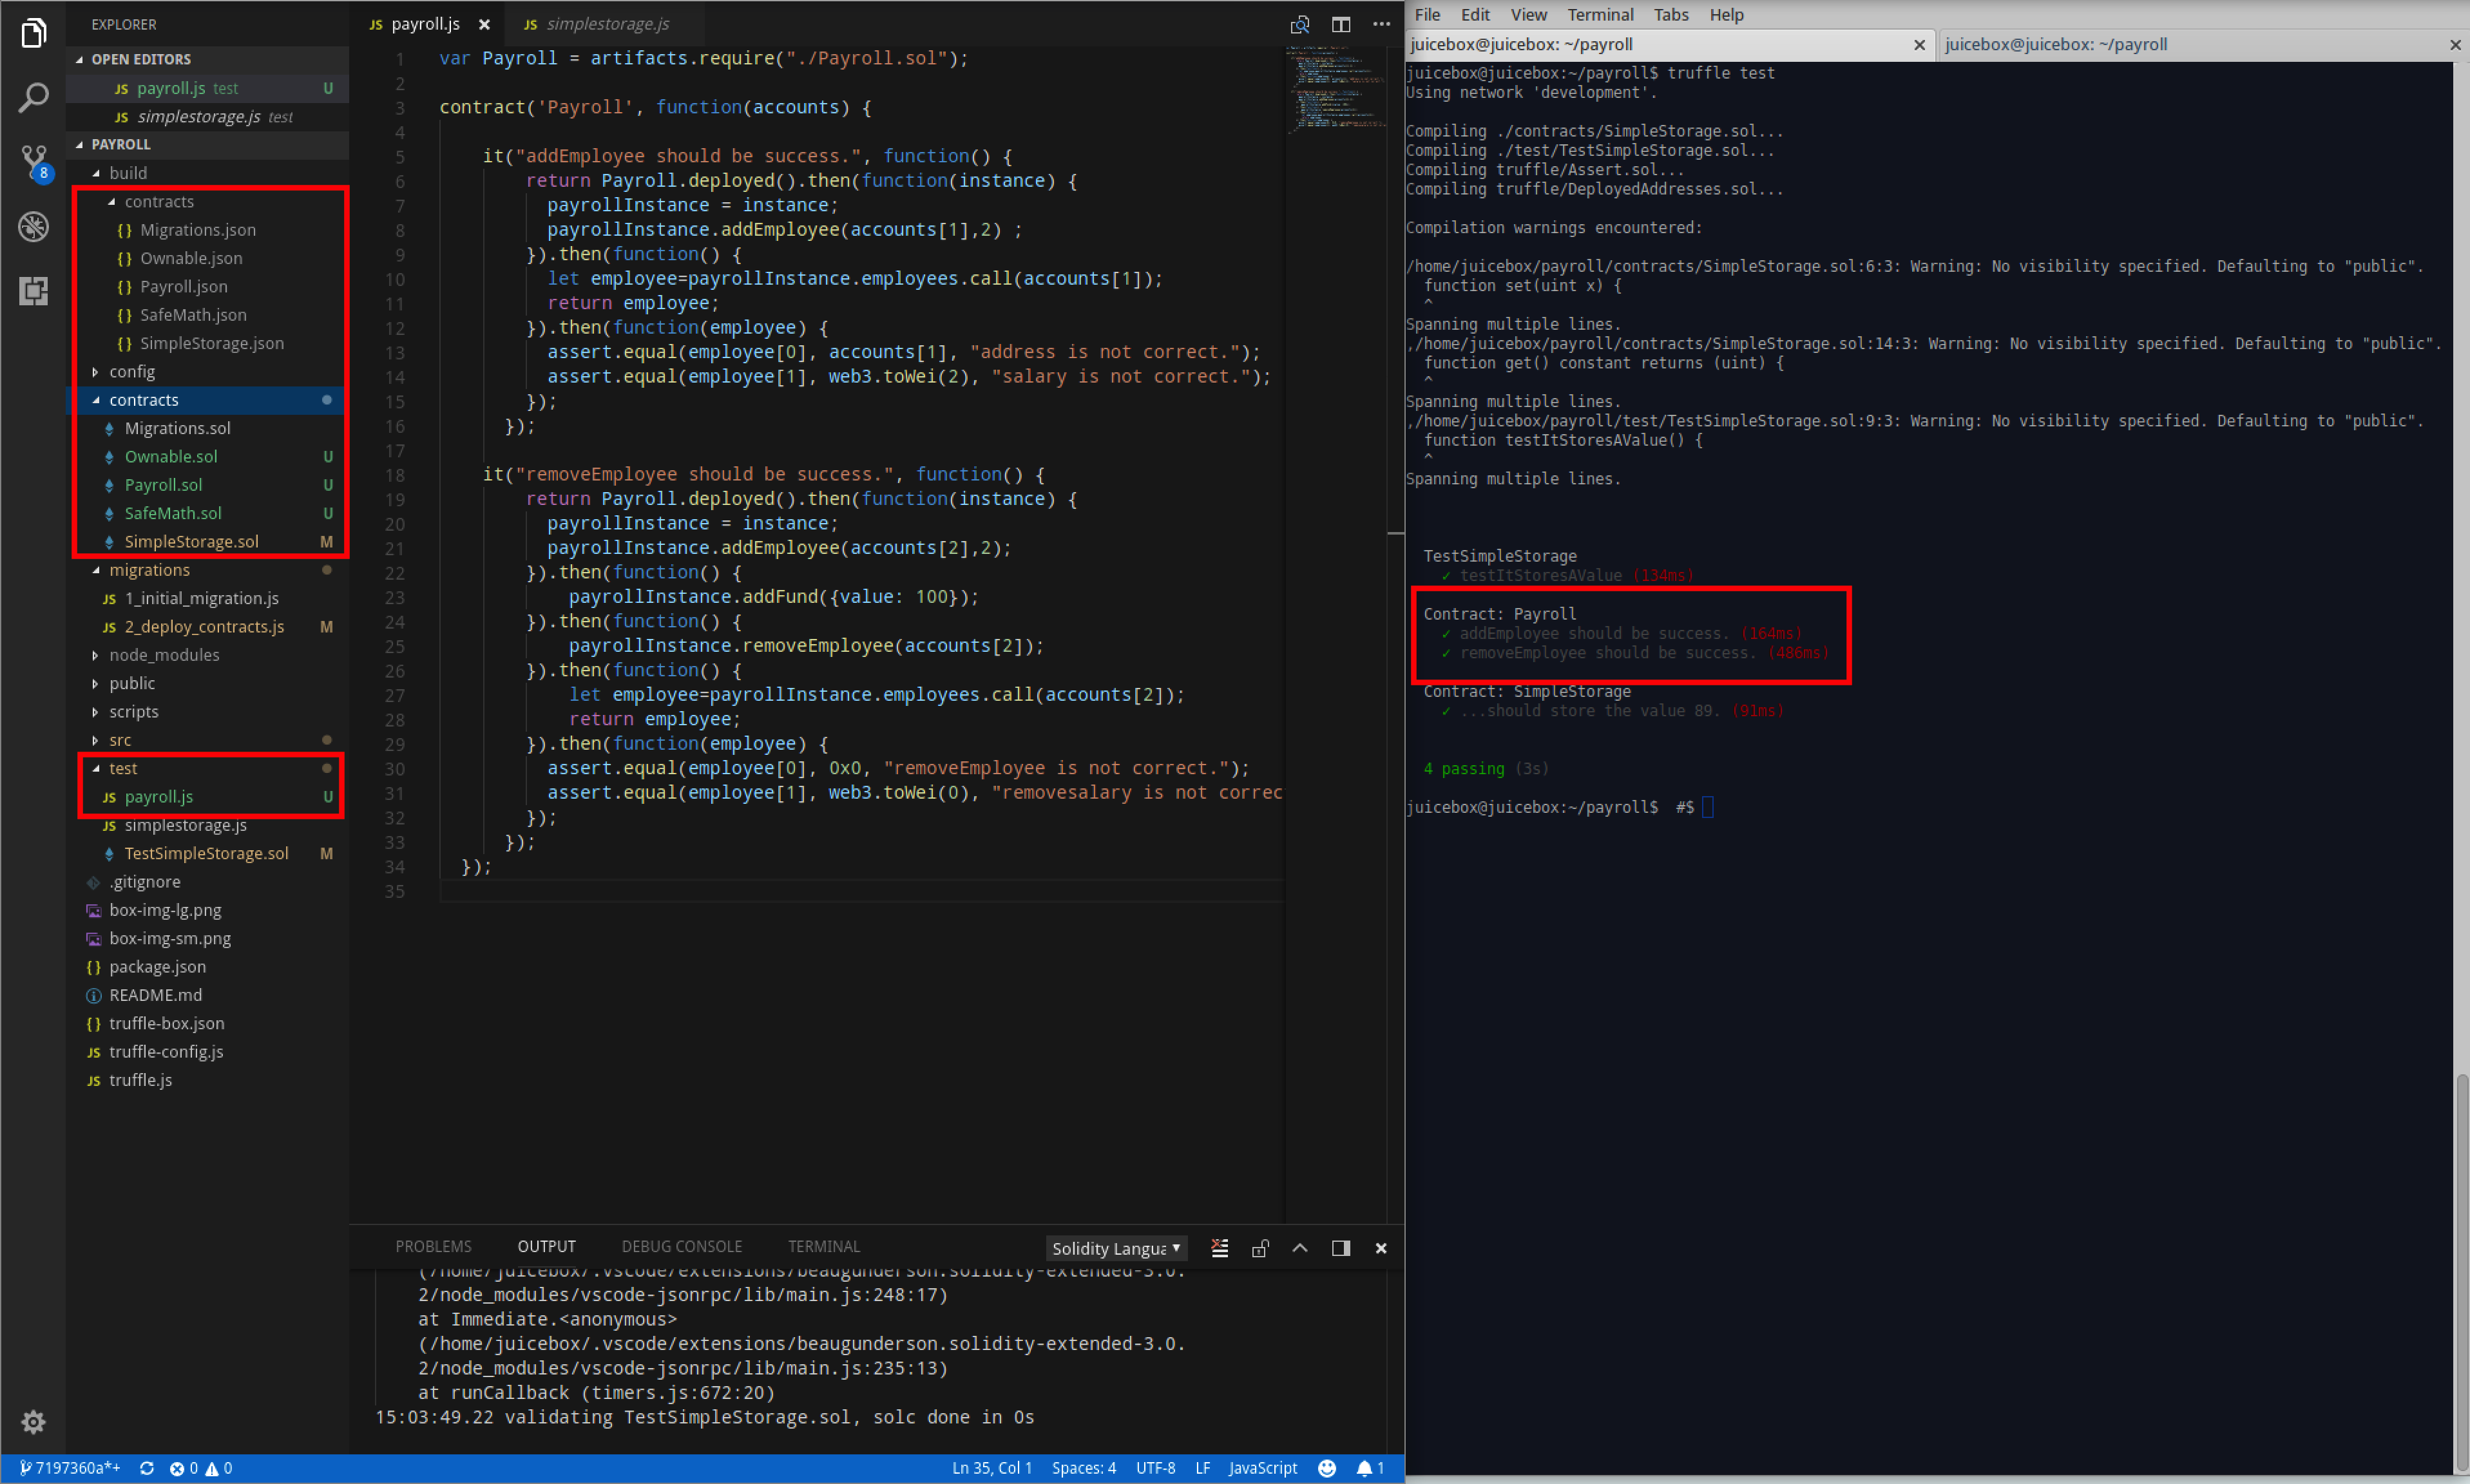 EXPLORER
OPEN EDITORS
JS payroll.js test U
JS simplestorage.js test
PAYROLL
8
build
contracts
{} Migrations.json
{} Ownable.json
{} Payroll.json
{} SafeMath.json
{} SimpleStorage.json
config
contracts
Migrations.sol
Ownable.sol U
Payroll.sol U
SafeMath.sol U
SimpleStorage.sol M
migrations
JS 1_initial_migration.js
JS 2_deploy_contracts.js M
node_modules
public
scripts
src
test
JS payroll.js U
JS simplestorage.js
TestSimpleStorage.sol M
.gitignore
box-img-lg.png
box-img-sm.png
{} package.json
README.md
{} truffle-box.json
JS truffle-config.js
JS truffle.js
JS payroll.js
JS simplestorage.js
1 var Payroll = artifacts.require("./Payroll.sol");
2
3 contract('Payroll', function(accounts) {
4
5 it("addEmployee should be success.", function() {
6 return Payroll.deployed().then(function(instance) {
7 payrollInstance = instance;
8 payrollInstance.addEmployee(accounts[1],2) ;
9 }).then(function() {
10 let employee=payrollInstance.employees.call(accounts[1]);
11 return employee;
12 }).then(function(employee) {
13 assert.equal(employee[0], accounts[1], "address is not correct.");
14 assert.equal(employee[1], web3.toWei(2), "salary is not correct.");
15 });
16 });
17
18 it("removeEmployee should be success.", function() {
19 return Payroll.deployed().then(function(instance) {
20 payrollInstance = instance;
21 payrollInstance.addEmployee(accounts[2],2);
22 }).then(function() {
23 payrollInstance.addFund({value: 100});
24 }).then(function() {
25 payrollInstance.removeEmployee(accounts[2]);
26 }).then(function() {
27 let employee=payrollInstance.employees.call(accounts[2]);
28 return employee;
29 }).then(function(employee) {
30 assert.equal(employee[0], 0x0, "removeEmployee is not correct.");
31 assert.equal(employee[1], web3.toWei(0), "removesalary is not correc
32 });
33 });
34 });
35
PROBLEMS OUTPUT DEBUG CONSOLE TERMINAL Solidity Langua
(/home/juicebox/.vscode/extensions/beaugunderson.solidity-extended-3.0.
2/node_modules/vscode-jsonrpc/lib/main.js:248:17)
at Immediate.<anonymous>
(/home/juicebox/.vscode/extensions/beaugunderson.solidity-extended-3.0.
2/node_modules/vscode-jsonrpc/lib/main.js:235:13)
at runCallback (timers.js:672:20)
15:03:49.22 validating TestSimpleStorage.sol, solc done in 0s
7197360a*+ 0 0 Ln 35, Col 1 Spaces: 4 UTF-8 LF JavaScript 1
File Edit View Terminal Tabs Help
juicebox@juicebox: ~/payroll
juicebox@juicebox: ~/payroll
juicebox@juicebox:~/payroll$ truffle test
Using network 'development'.
Compiling ./contracts/SimpleStorage.sol...
Compiling ./test/TestSimpleStorage.sol...
Compiling truffle/Assert.sol...
Compiling truffle/DeployedAddresses.sol...
Compilation warnings encountered:
/home/juicebox/payroll/contracts/SimpleStorage.sol:6:3: Warning: No visibility specified. Defaulting to "public".
function set(uint x) {
^
Spanning multiple lines.
,/home/juicebox/payroll/contracts/SimpleStorage.sol:14:3: Warning: No visibility specified. Defaulting to "public".
function get() constant returns (uint) {
^
Spanning multiple lines.
,/home/juicebox/payroll/test/TestSimpleStorage.sol:9:3: Warning: No visibility specified. Defaulting to "public".
function testItStoresAValue() {
^
Spanning multiple lines.
TestSimpleStorage
✓ testItStoresAValue (134ms)
Contract: Payroll
✓ addEmployee should be success. (164ms)
✓ removeEmployee should be success. (486ms)
Contract: SimpleStorage
✓ ...should store the value 89. (91ms)
4 passing (3s)
juicebox@juicebox:~/payroll$ #$